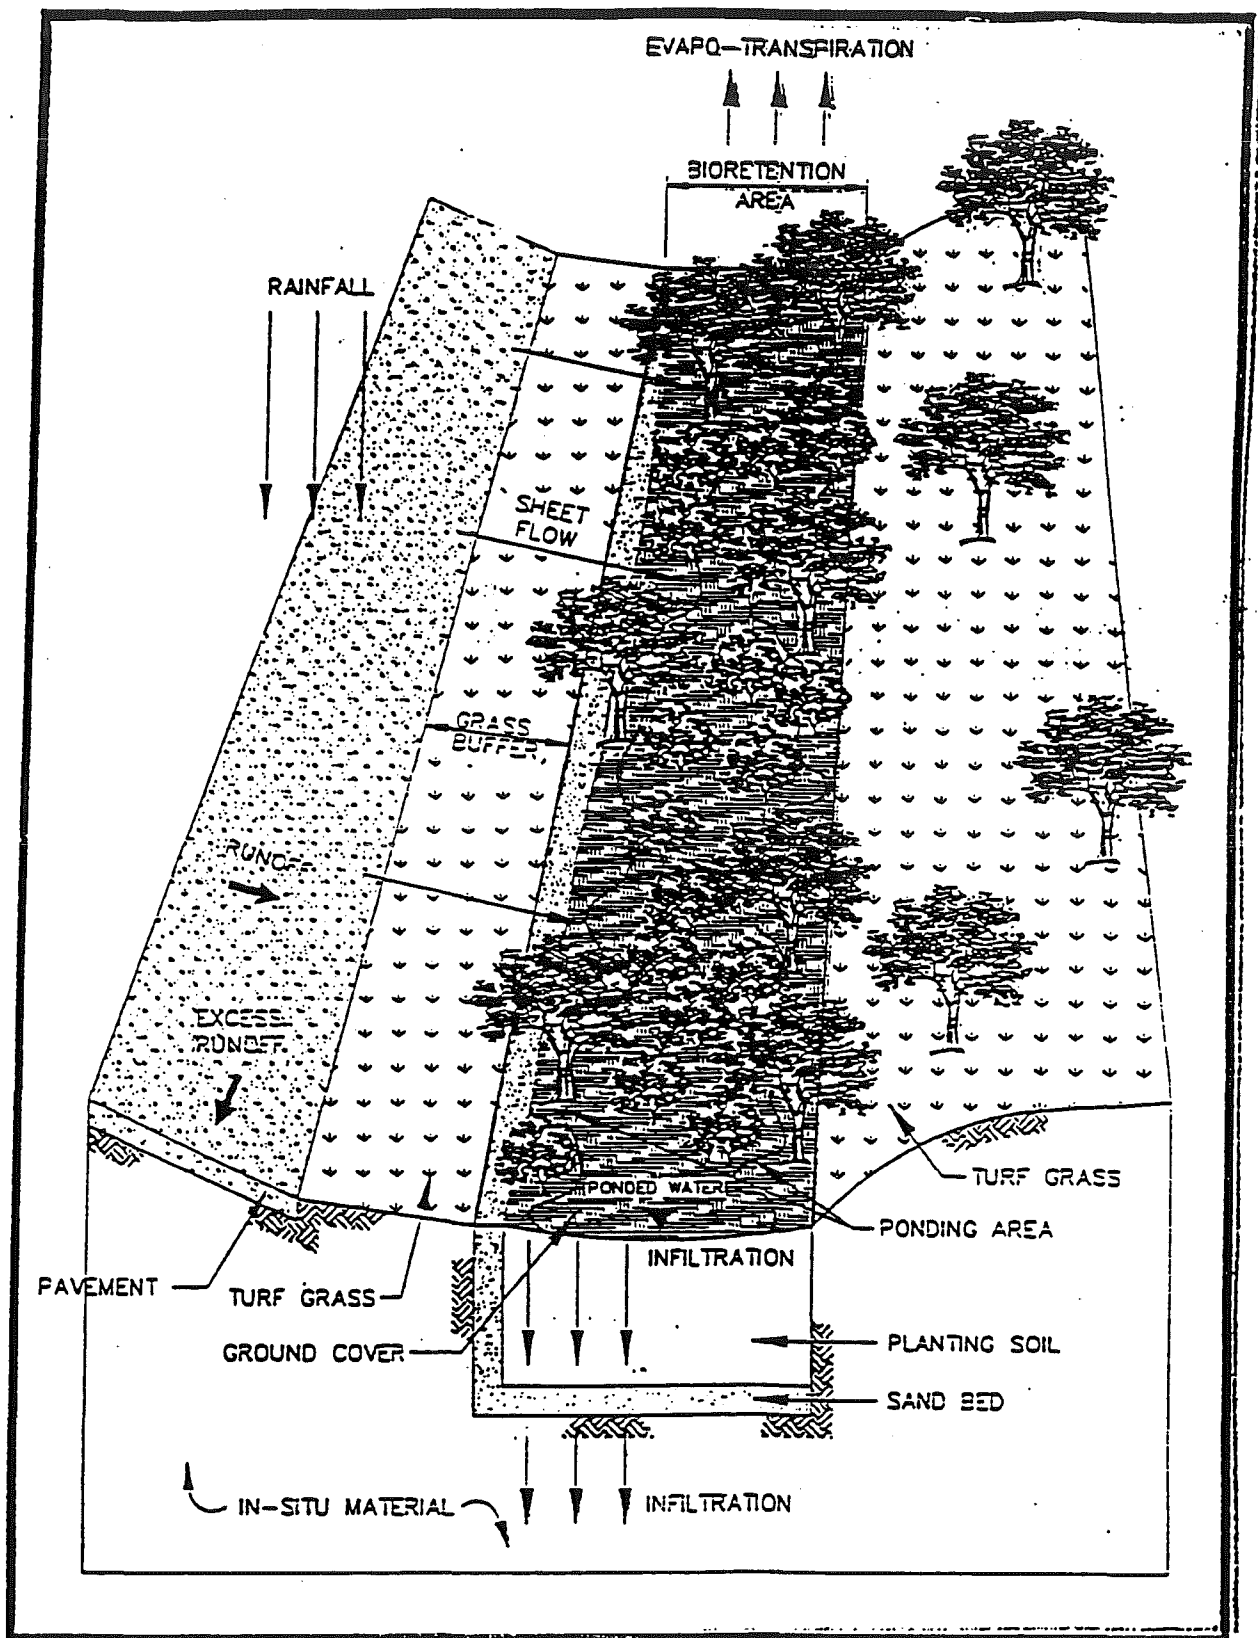 EVAPO-TRANSPIRATION
BIORETENTION
AREA
RAINFALL
SHEET
FLOW
GRASS
BUFFER
RUNOFF
EXCESS
RUNOFF
TURF GRASS
PONDED WATER
PONDING AREA
INFILTRATION
PAVEMENT
TURF GRASS
GROUND COVER
PLANTING SOIL
SAND BED
IN-SITU MATERIAL
INFILTRATION